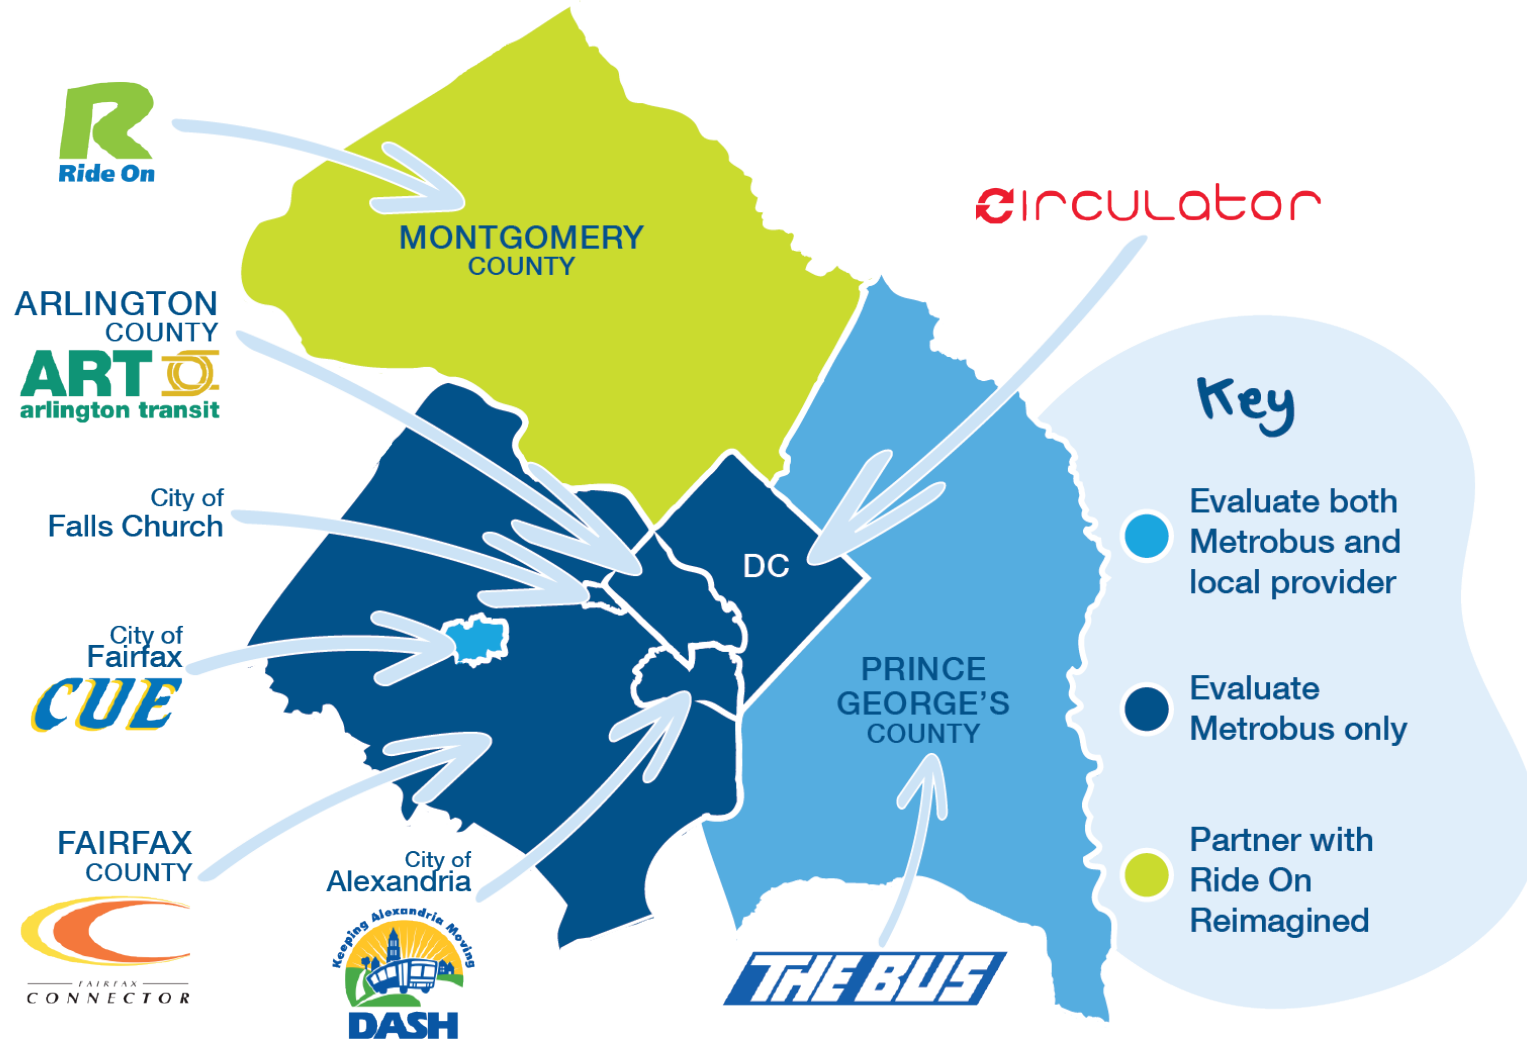 Ride On
MONTGOMERY
COUNTY
circulator
ARLINGTON
COUNTY
ART
arlington transit
City of
Falls Church
City of
Fairfax
CUE
FAIRFAX
COUNTY
FAIRFAX
CONNECTOR
City of
Alexandria
Keeping Alexandria Moving
DASH
DC
PRINCE
GEORGE'S
COUNTY
THE BUS
Key
Evaluate both
Metrobus and
local provider
Evaluate
Metrobus only
Partner with
Ride On
Reimagined